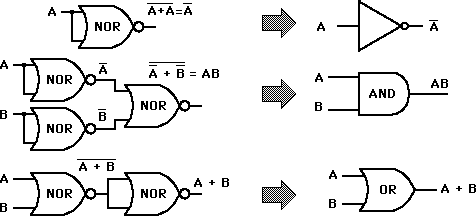 A NOR A̅+̅A̅=A̅ A A̅
A NOR A̅ A̅ ̅+̅ ̅B̅ = AB NOR A B AND AB
B NOR B̅
A B NOR A̅ ̅+̅ ̅B̅ NOR A + B A B OR A + B